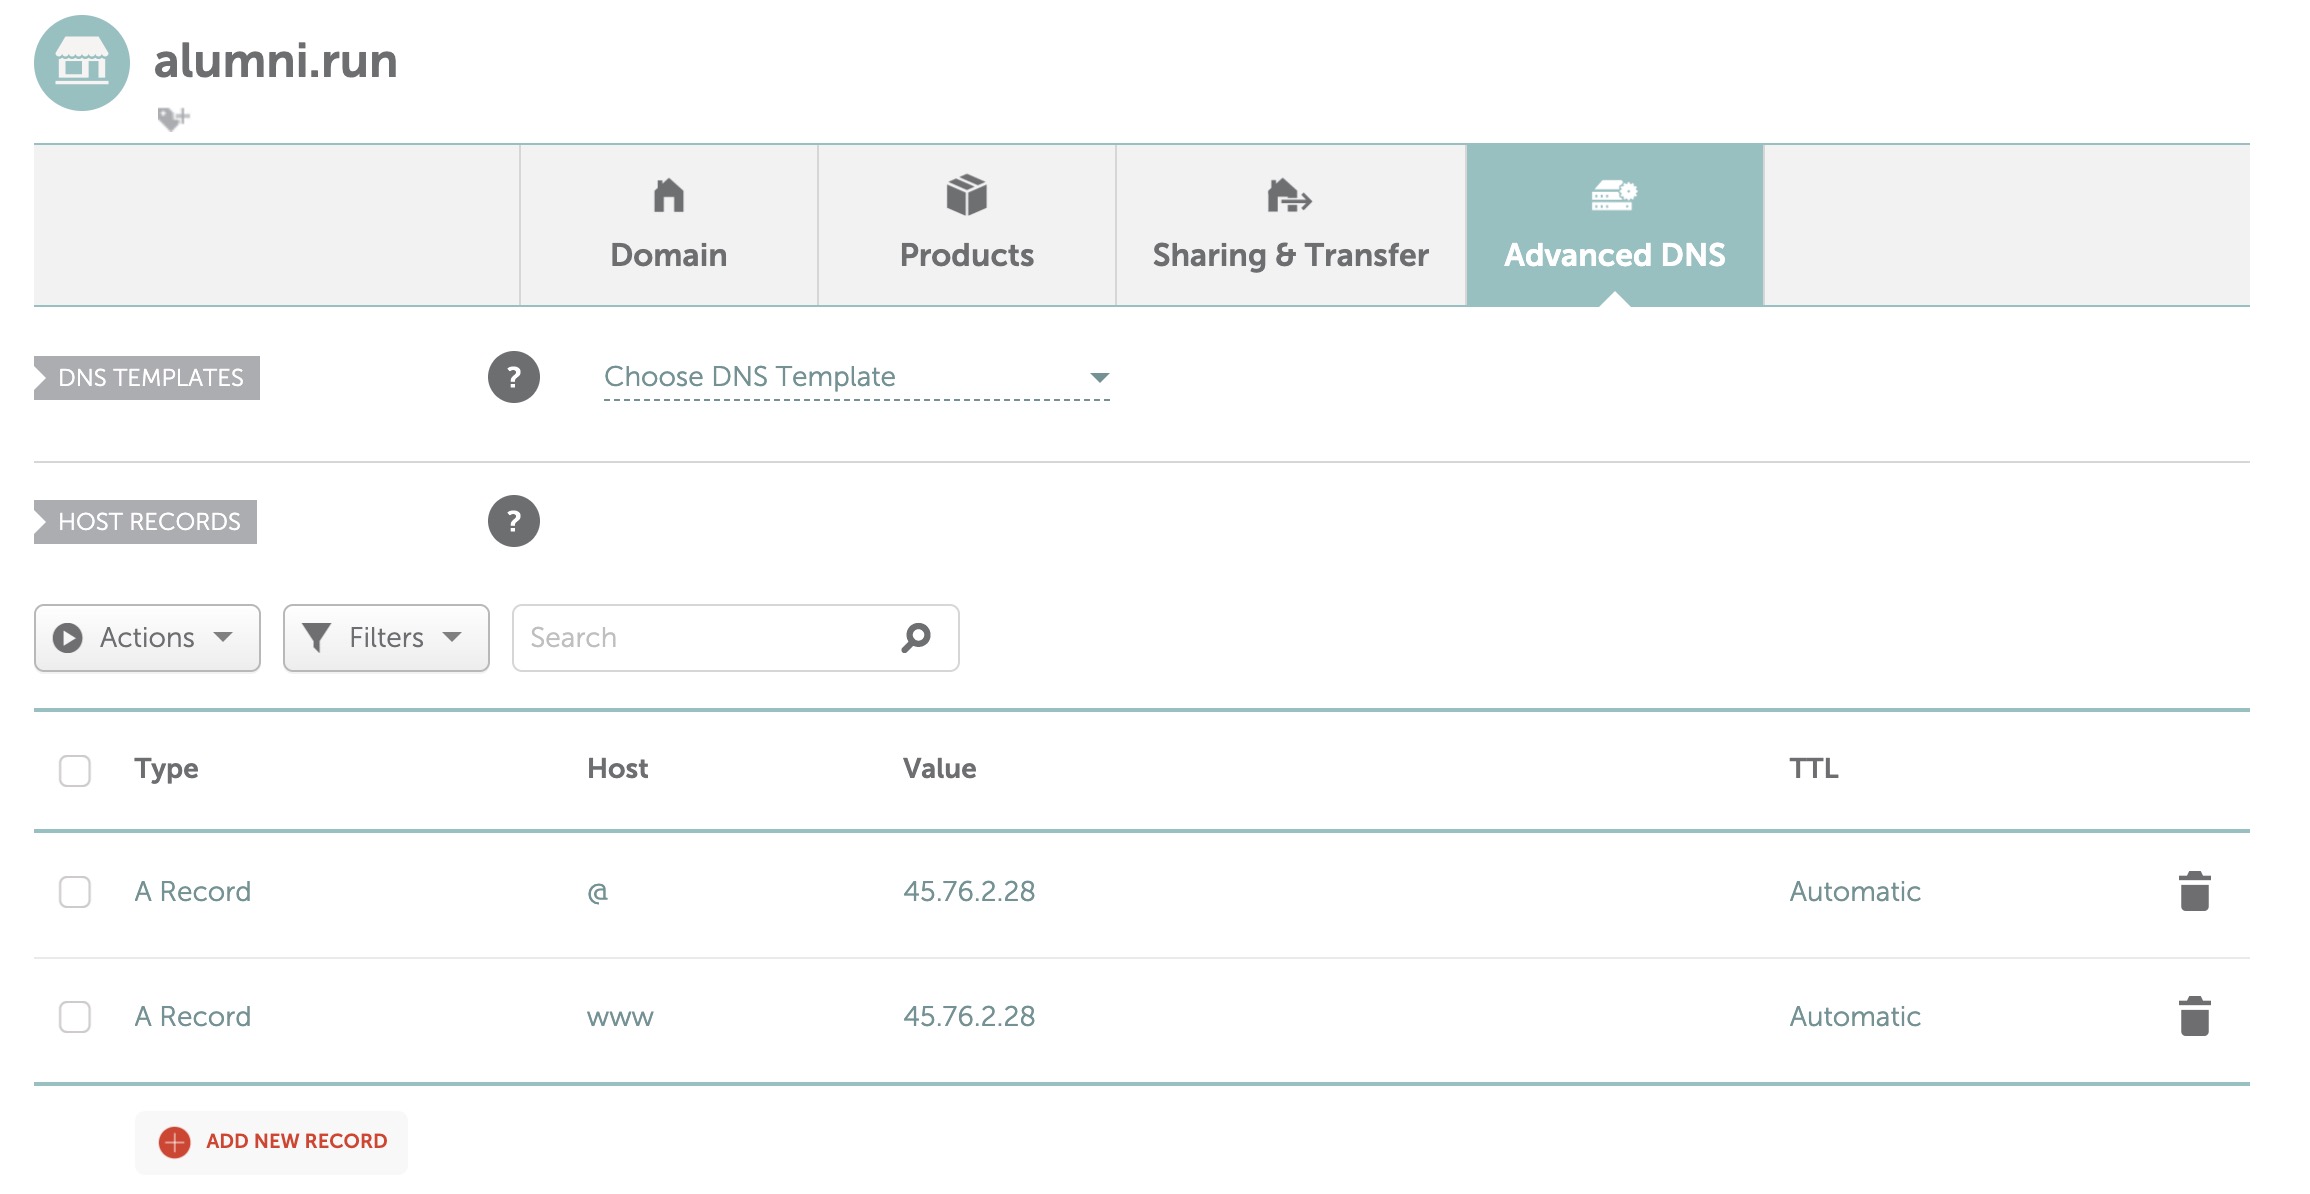 alumni.run
Domain
Products
Sharing & Transfer
Advanced DNS
DNS TEMPLATES
?
Choose DNS Template
HOST RECORDS
?
Actions
Filters
Search
Type Host Value TTL
A Record @ 45.76.2.28 Automatic
A Record www 45.76.2.28 Automatic
ADD NEW RECORD